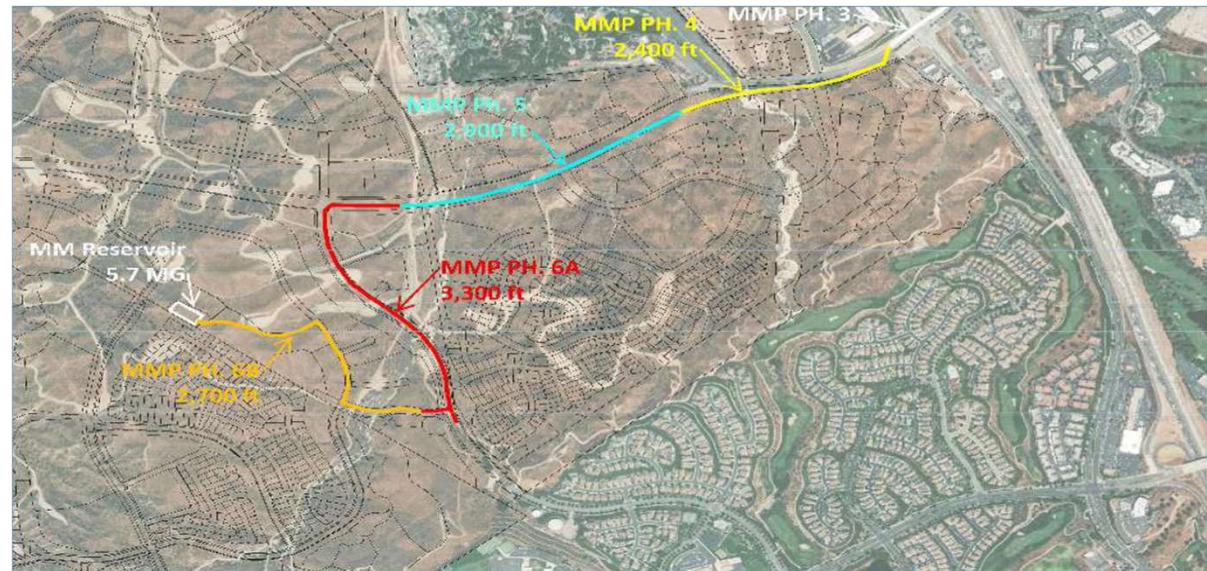 MMP PH. 3
MMP PH. 4
2,400 ft
MMP PH. 5
2,900 ft
MM Reservoir
5.7 MG
MMP PH. 6A
3,300 ft
MMP PH. 6B
2,700 ft